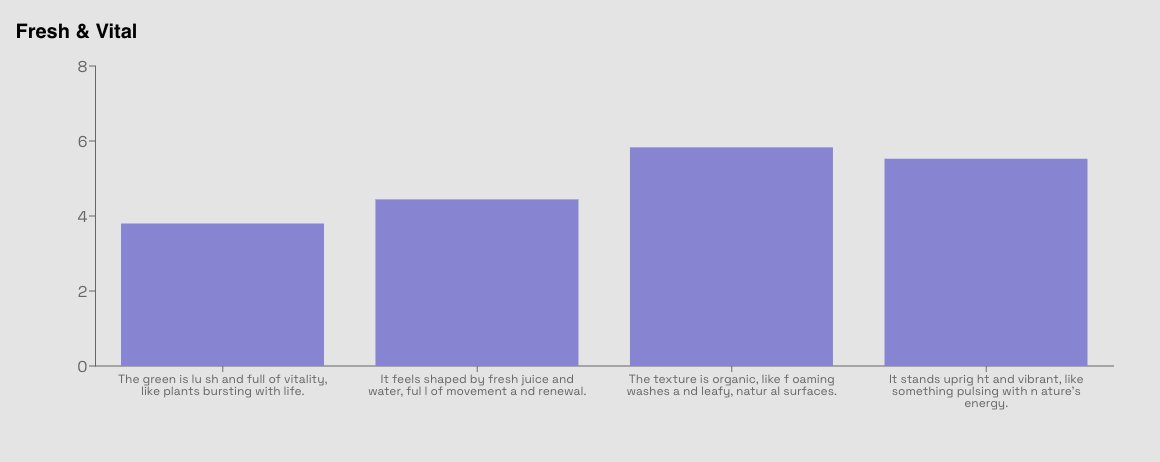 Fresh & Vital
8
6
4
2
0
The green is lu sh and full of vitality,
like plants bursting with life.
It feels shaped by fresh juice and
water, ful l of movement a nd renewal.
The texture is organic, like f oaming
washes a nd leafy, natur al surfaces.
It stands uprig ht and vibrant, like
something pulsing with n ature's
energy.